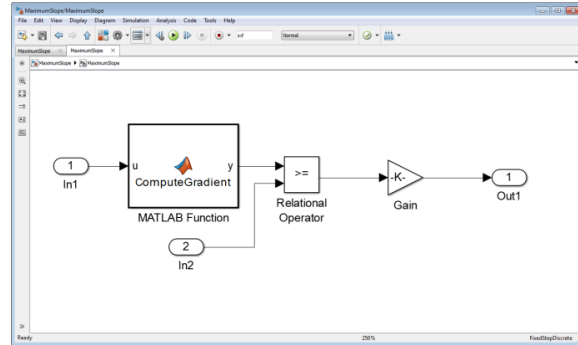 MaximumSlope/MaximumSlope
File Edit View Display Diagram Simulation Analysis Code Tools Help
inf Normal
MaximumSlope MaximumSlope
MaximumSlope MaximumSlope
1
In1
u y
ComputeGradient
MATLAB Function
2
In2
>=
Relational
Operator
-K-
Gain
1
Out1
Ready 250% FixedStepDiscrete